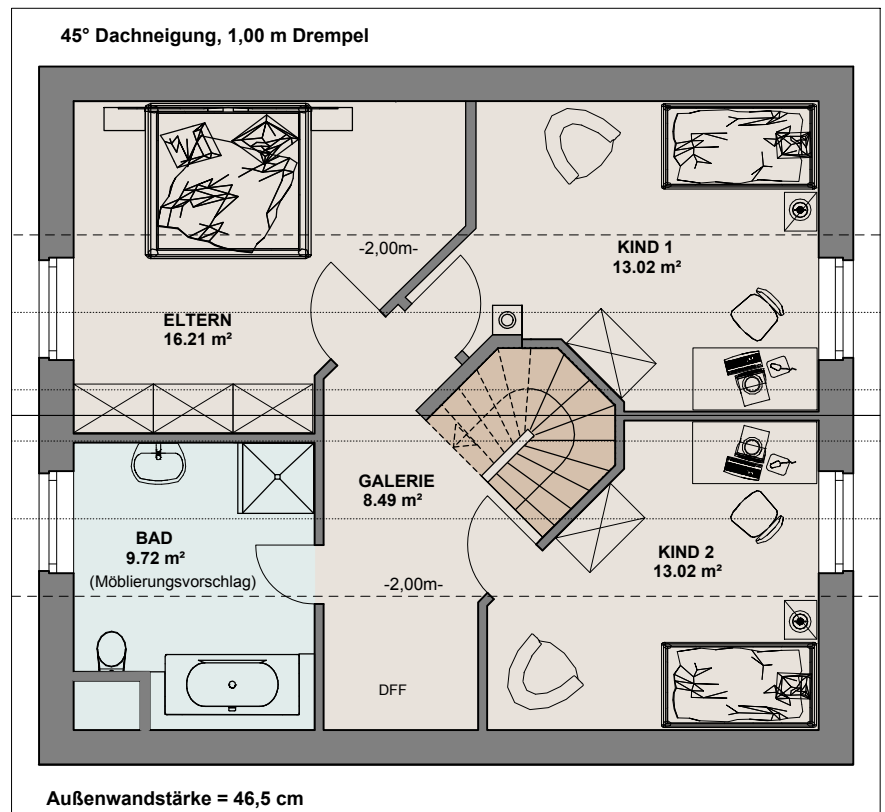 45° Dachneigung, 1,00 m Drempel
-2,00m-
KIND 1
13.02 m²
ELTERN
16.21 m²
GALERIE
8.49 m²
BAD
9.72 m²
(Möblierungsvorschlag)
KIND 2
13.02 m²
-2,00m-
DFF
Außenwandstärke = 46,5 cm